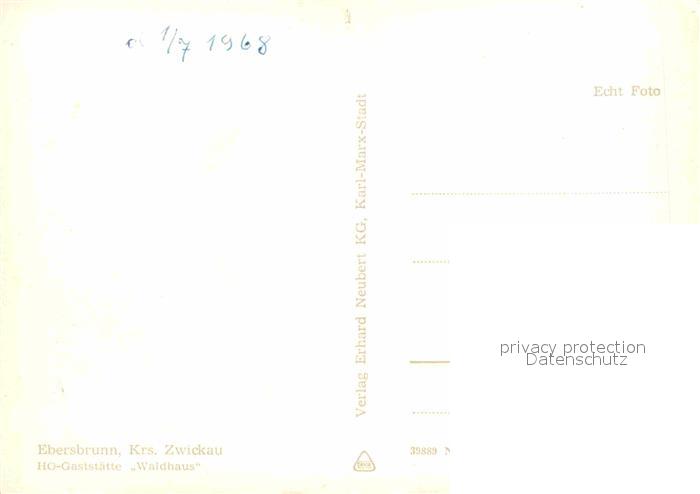 1/7 1968
Echt Foto
Verlag Erhard Neubert KG, Karl-Marx-Stadt
privacy protection
Datenschutz
Ebersbrunn, Krs. Zwickau
HO-Gaststätte „Waldhaus"
39889 N